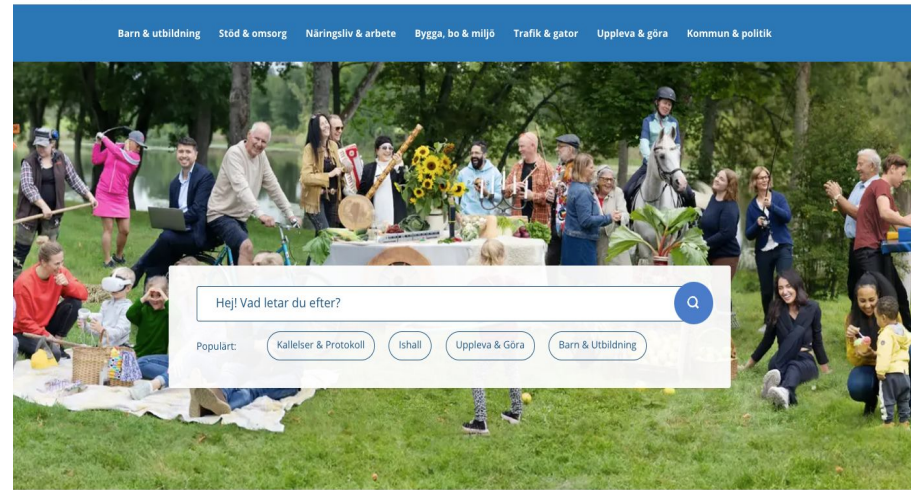 Barn & utbildning Stöd & omsorg Näringsliv & arbete Bygga, bo & miljö Trafik & gator Uppleva & göra Kommun & politik
Hej! Vad letar du efter?
Populärt: Kallelser & Protokoll Ishall Uppleva & Göra Barn & Utbildning